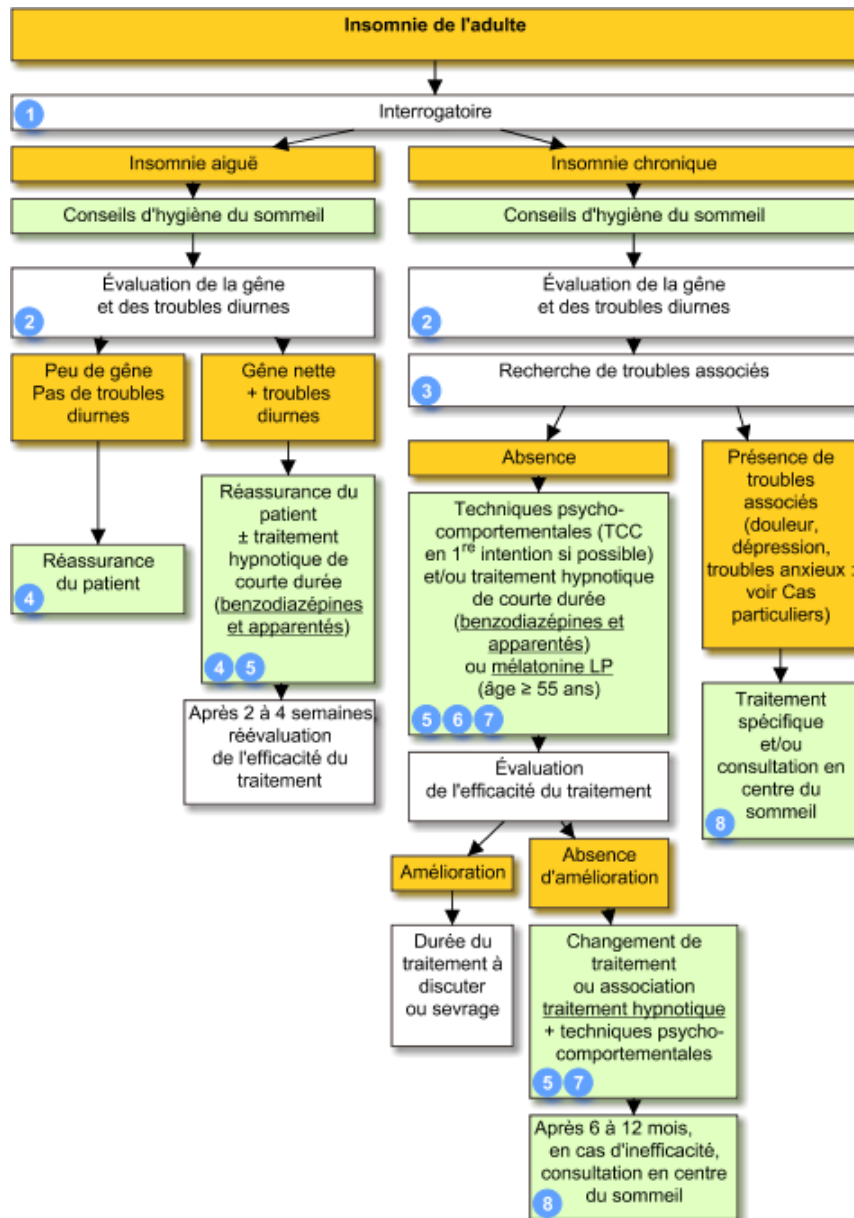 Insomnie de l'adulte
1
Interrogatoire
Insomnie aiguë
Conseils d'hygiène du sommeil
Évaluation de la gêne
et des troubles diurnes
2
Peu de gêne
Pas de troubles
diurnes
Gêne nette
+ troubles
diurnes
Réassurance
du patient
4
Réassurance du
patient
± traitement
hypnotique de
courte durée
(benzodiazépines
et apparentés)
4 5
Après 2 à 4 semaines,
réévaluation
de l'efficacité du
traitement
Insomnie chronique
Conseils d'hygiène du sommeil
Évaluation de la gêne
et des troubles diurnes
2
Recherche de troubles associés
3
Absence
Techniques psycho-
comportementales (TCC
en 1re intention si possible)
et/ou traitement hypnotique
de courte durée
(benzodiazépines et
apparentés)
ou mélatonine LP
(âge ≥ 55 ans)
5 6 7
Évaluation
de l'efficacité du traitement
Amélioration
Durée du
traitement à
discuter
ou sevrage
Absence
d'amélioration
Changement de
traitement
ou association
traitement hypnotique
+ techniques psycho-
comportementales
5 7
Après 6 à 12 mois,
en cas d'inefficacité,
consultation en centre
du sommeil
8
Présence de
troubles
associés
(douleur,
dépression,
troubles anxieux :
voir Cas
particuliers)
Traitement
spécifique
et/ou
consultation en
centre du
sommeil
8